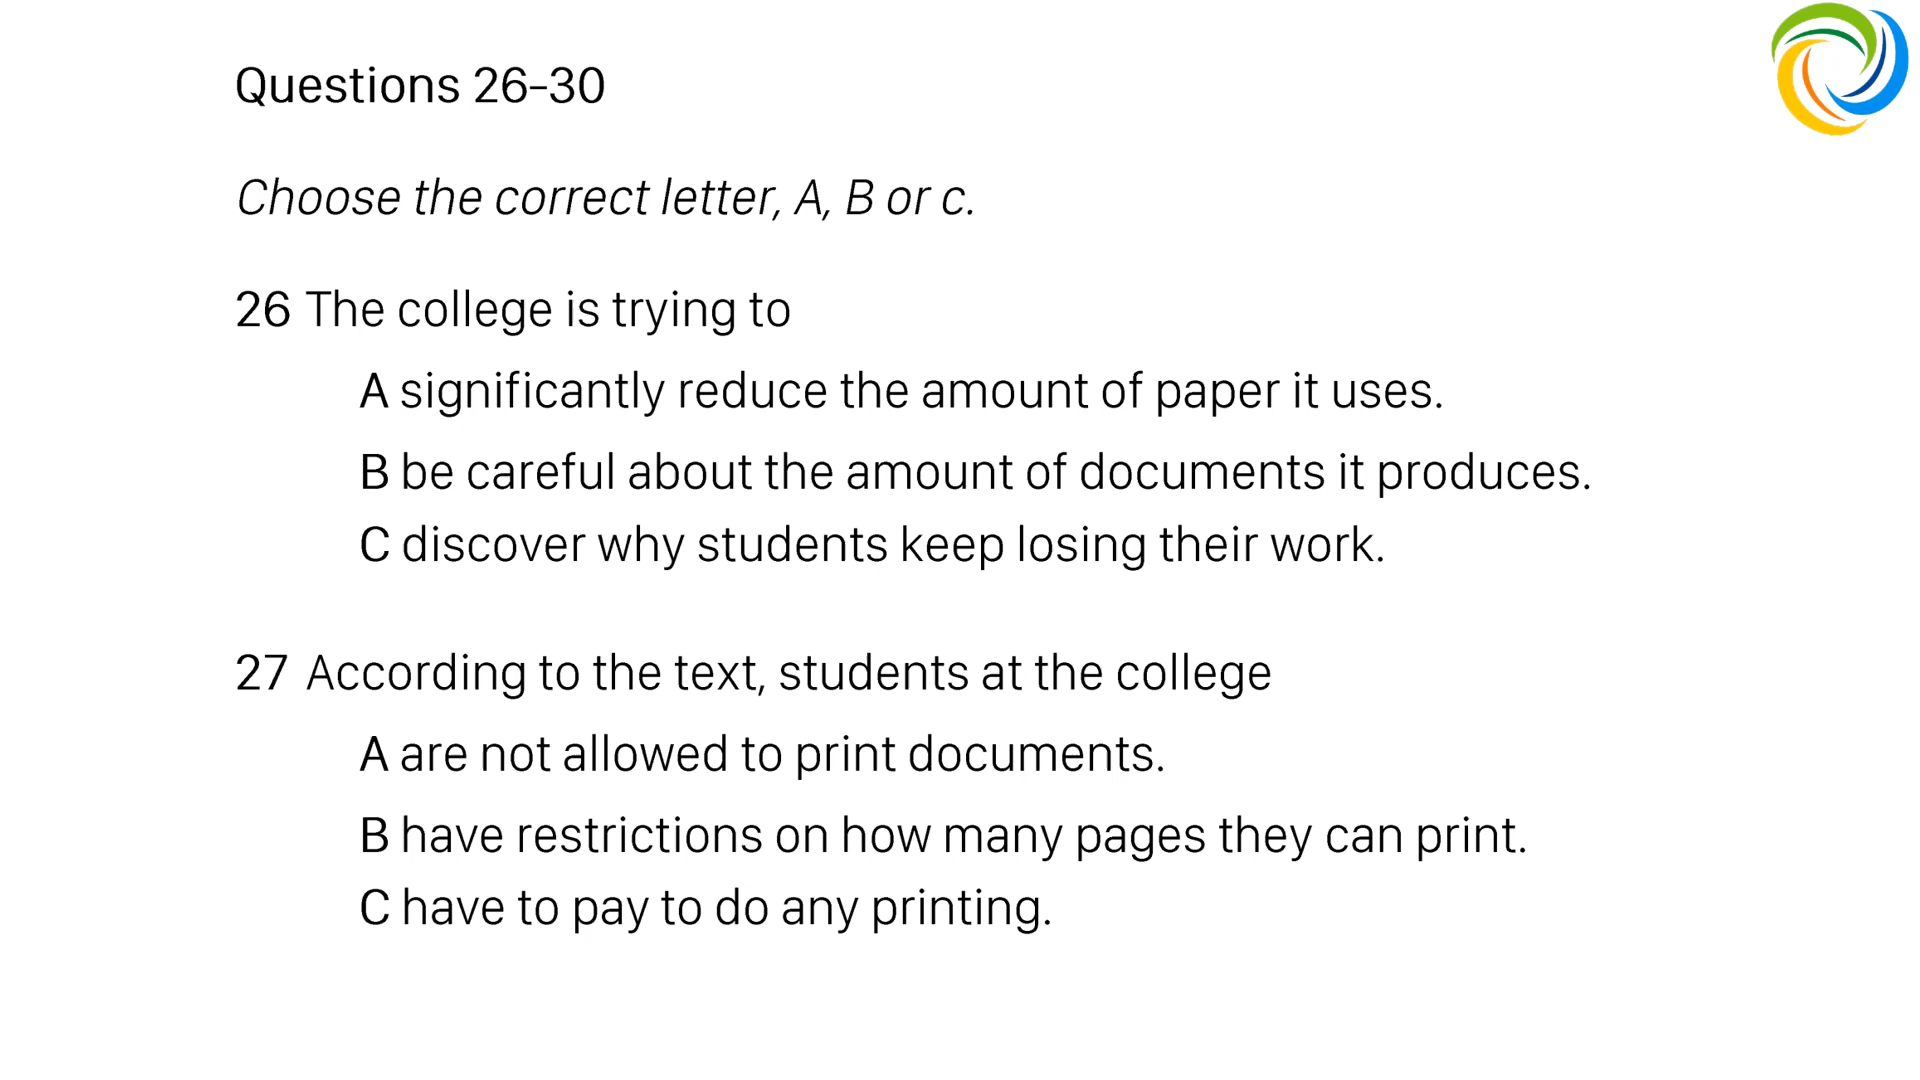 Questions 26–30
Choose the correct letter, A, B or c.
26 The college is trying to
A significantly reduce the amount of paper it uses.
B be careful about the amount of documents it produces.
C discover why students keep losing their work.
27 According to the text, students at the college
A are not allowed to print documents.
B have restrictions on how many pages they can print.
C have to pay to do any printing.